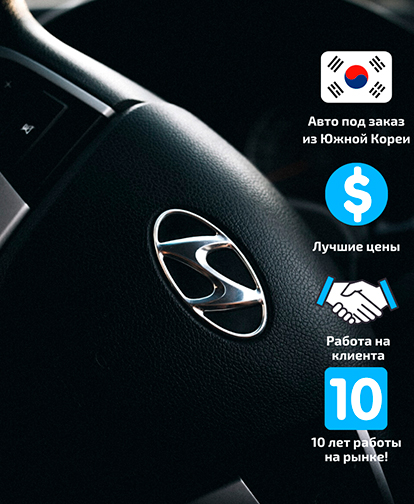 Авто под заказ
из Южной Кореи
$
Лучшие цены
Работа на
клиента
10
10 лет работы
на рынке!